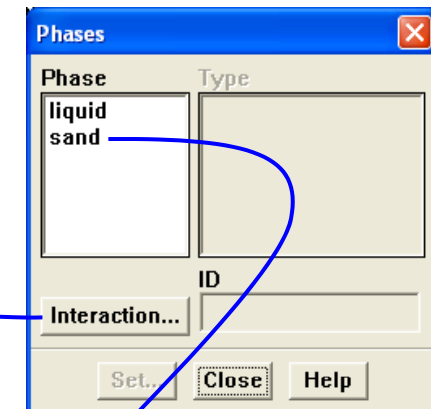 Phases
Phase Type
liquid
sand
ID
Interaction...
Set... Close Help